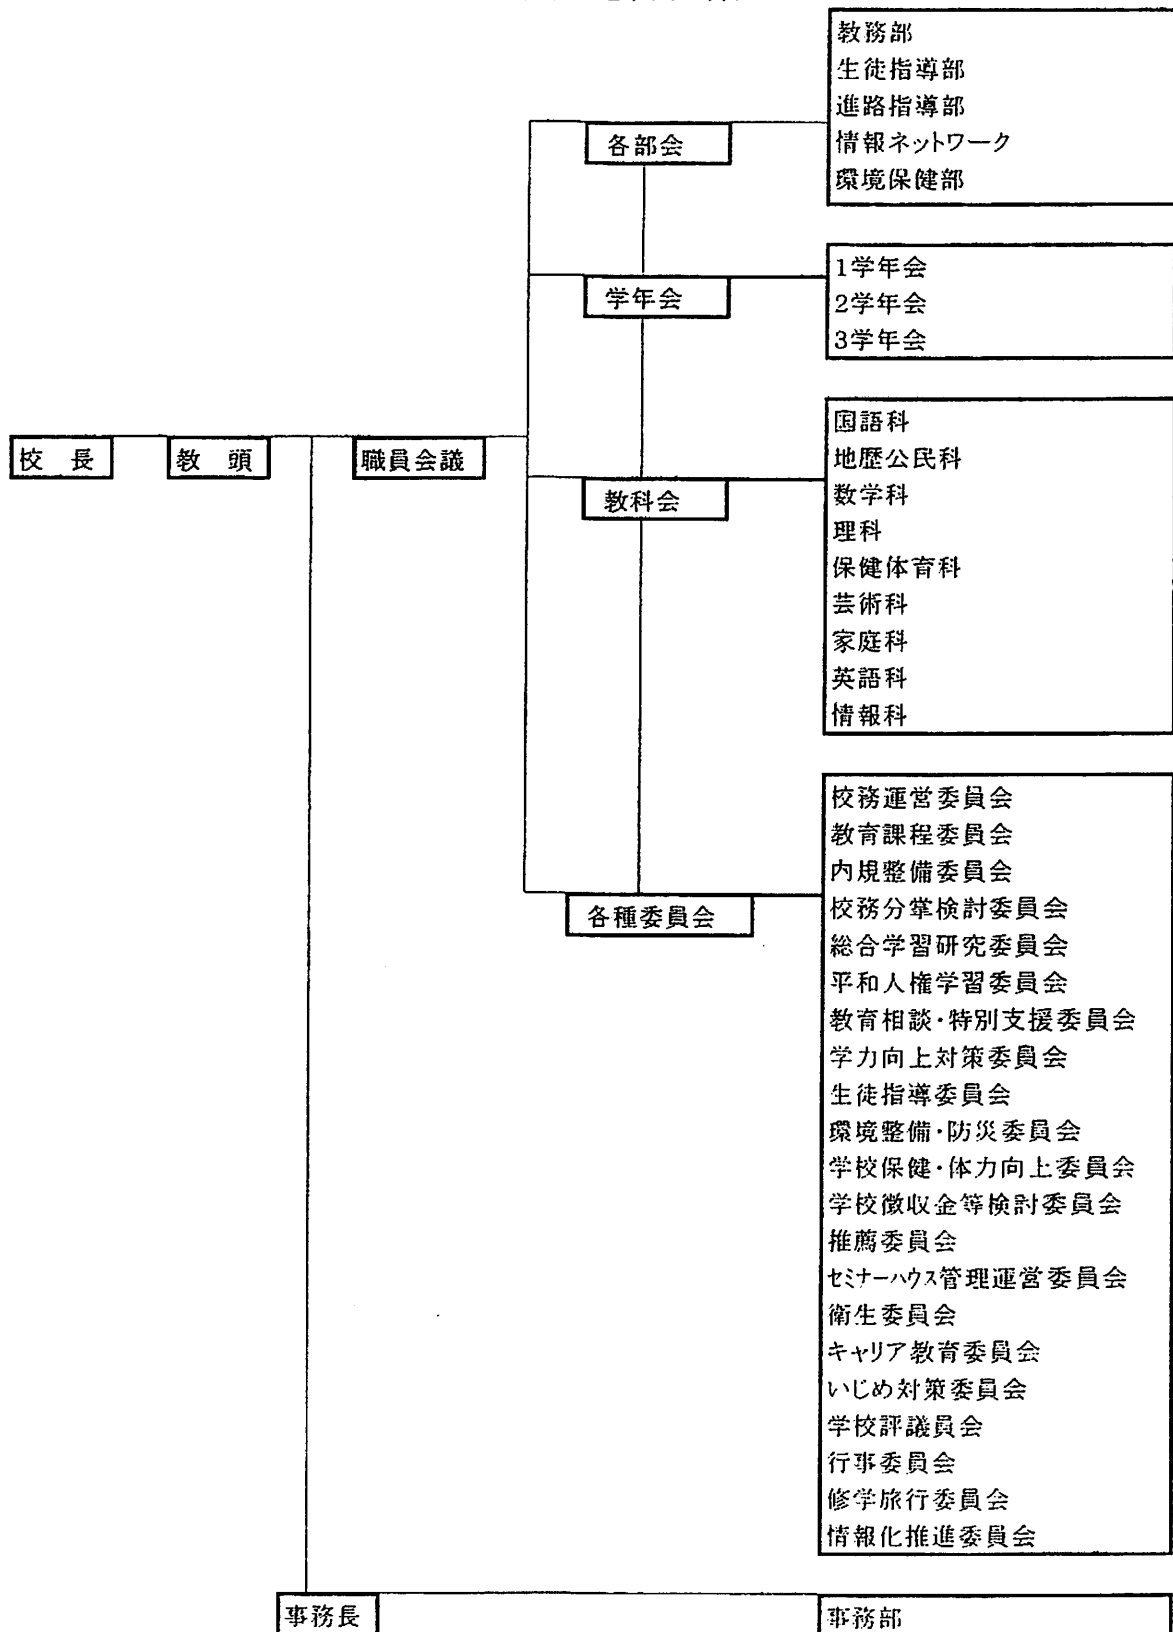 教務部
生徒指導部
進路指導部
情報ネットワーク
環境保健部
各部会
1学年会
2学年会
3学年会
学年会
校 長
教 頭
職員会議
国語科
地歴公民科
数学科
理科
保健体育科
芸術科
家庭科
英語科
情報科
教科会
校務運営委員会
教育課程委員会
内規整備委員会
校務分掌検討委員会
総合学習研究委員会
平和人権学習委員会
教育相談・特別支援委員会
学力向上対策委員会
生徒指導委員会
環境整備・防災委員会
学校保健・体力向上委員会
学校徴収金等検討委員会
推薦委員会
セミナーハウス管理運営委員会
衛生委員会
キャリア教育委員会
いじめ対策委員会
学校評議員会
行事委員会
修学旅行委員会
情報化推進委員会
各種委員会
事務長
事務部